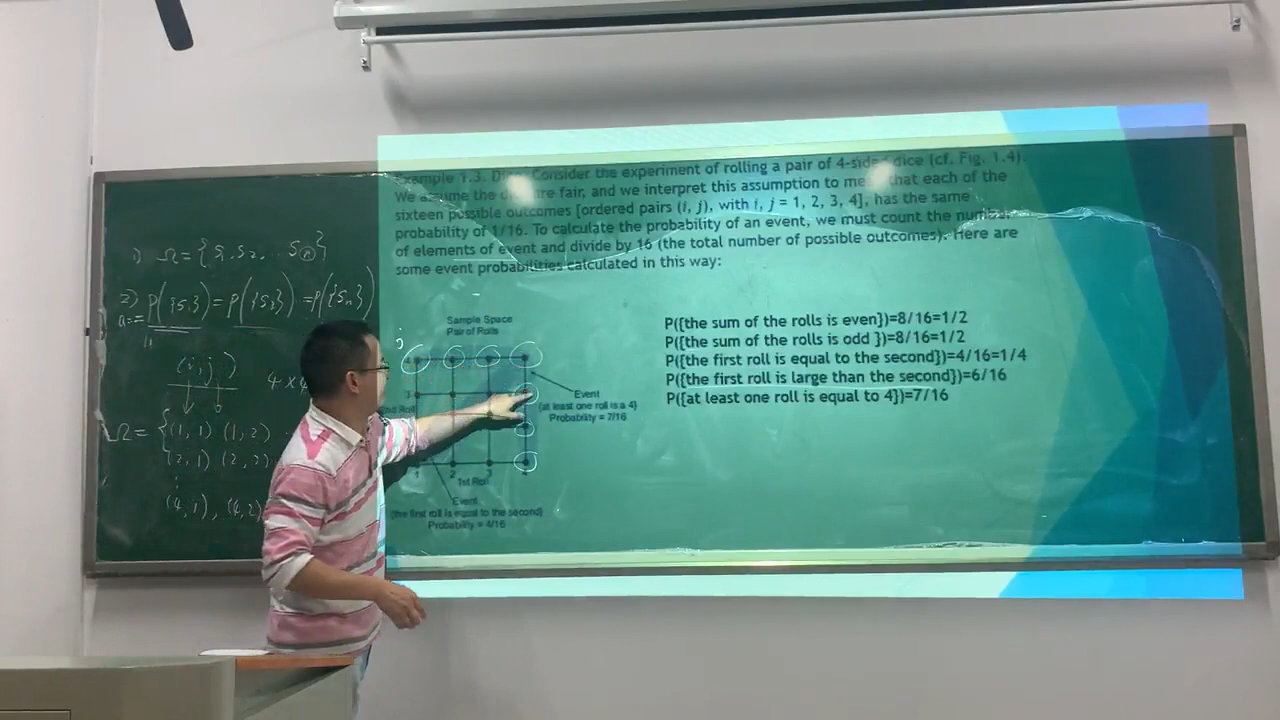 Example 1.3. Dice. Consider the experiment of rolling a pair of 4-sided dice (cf. Fig. 1.4).
We assume the dice are fair, and we interpret this assumption to mean that each of the
sixteen possible outcomes [ordered pairs (i, j), with i, j = 1, 2, 3, 4], has the same
probability of 1/16. To calculate the probability of an event, we must count the number
of elements of event and divide by 16 (the total number of possible outcomes). Here are
some event probabilities calculated in this way:
1) Ω={S₁,S₂,...Sₙ}
2) P({S₁})=P({S₂})=P({Sₙ})
(i,j)
4×4
Ω={(1,1) (1,2)
(2,1) (2,2)
(4,1), (4,2)
Sample Space
Pair of Rolls
3
Roll
1 2 3
1st Roll
Event
{at least one roll is a 4}
Probability = 7/16
Event
{the first roll is equal to the second}
Probability = 4/16
P({the sum of the rolls is even})=8/16=1/2
P({the sum of the rolls is odd })=8/16=1/2
P({the first roll is equal to the second})=4/16=1/4
P({the first roll is large than the second})=6/16
P({at least one roll is equal to 4})=7/16